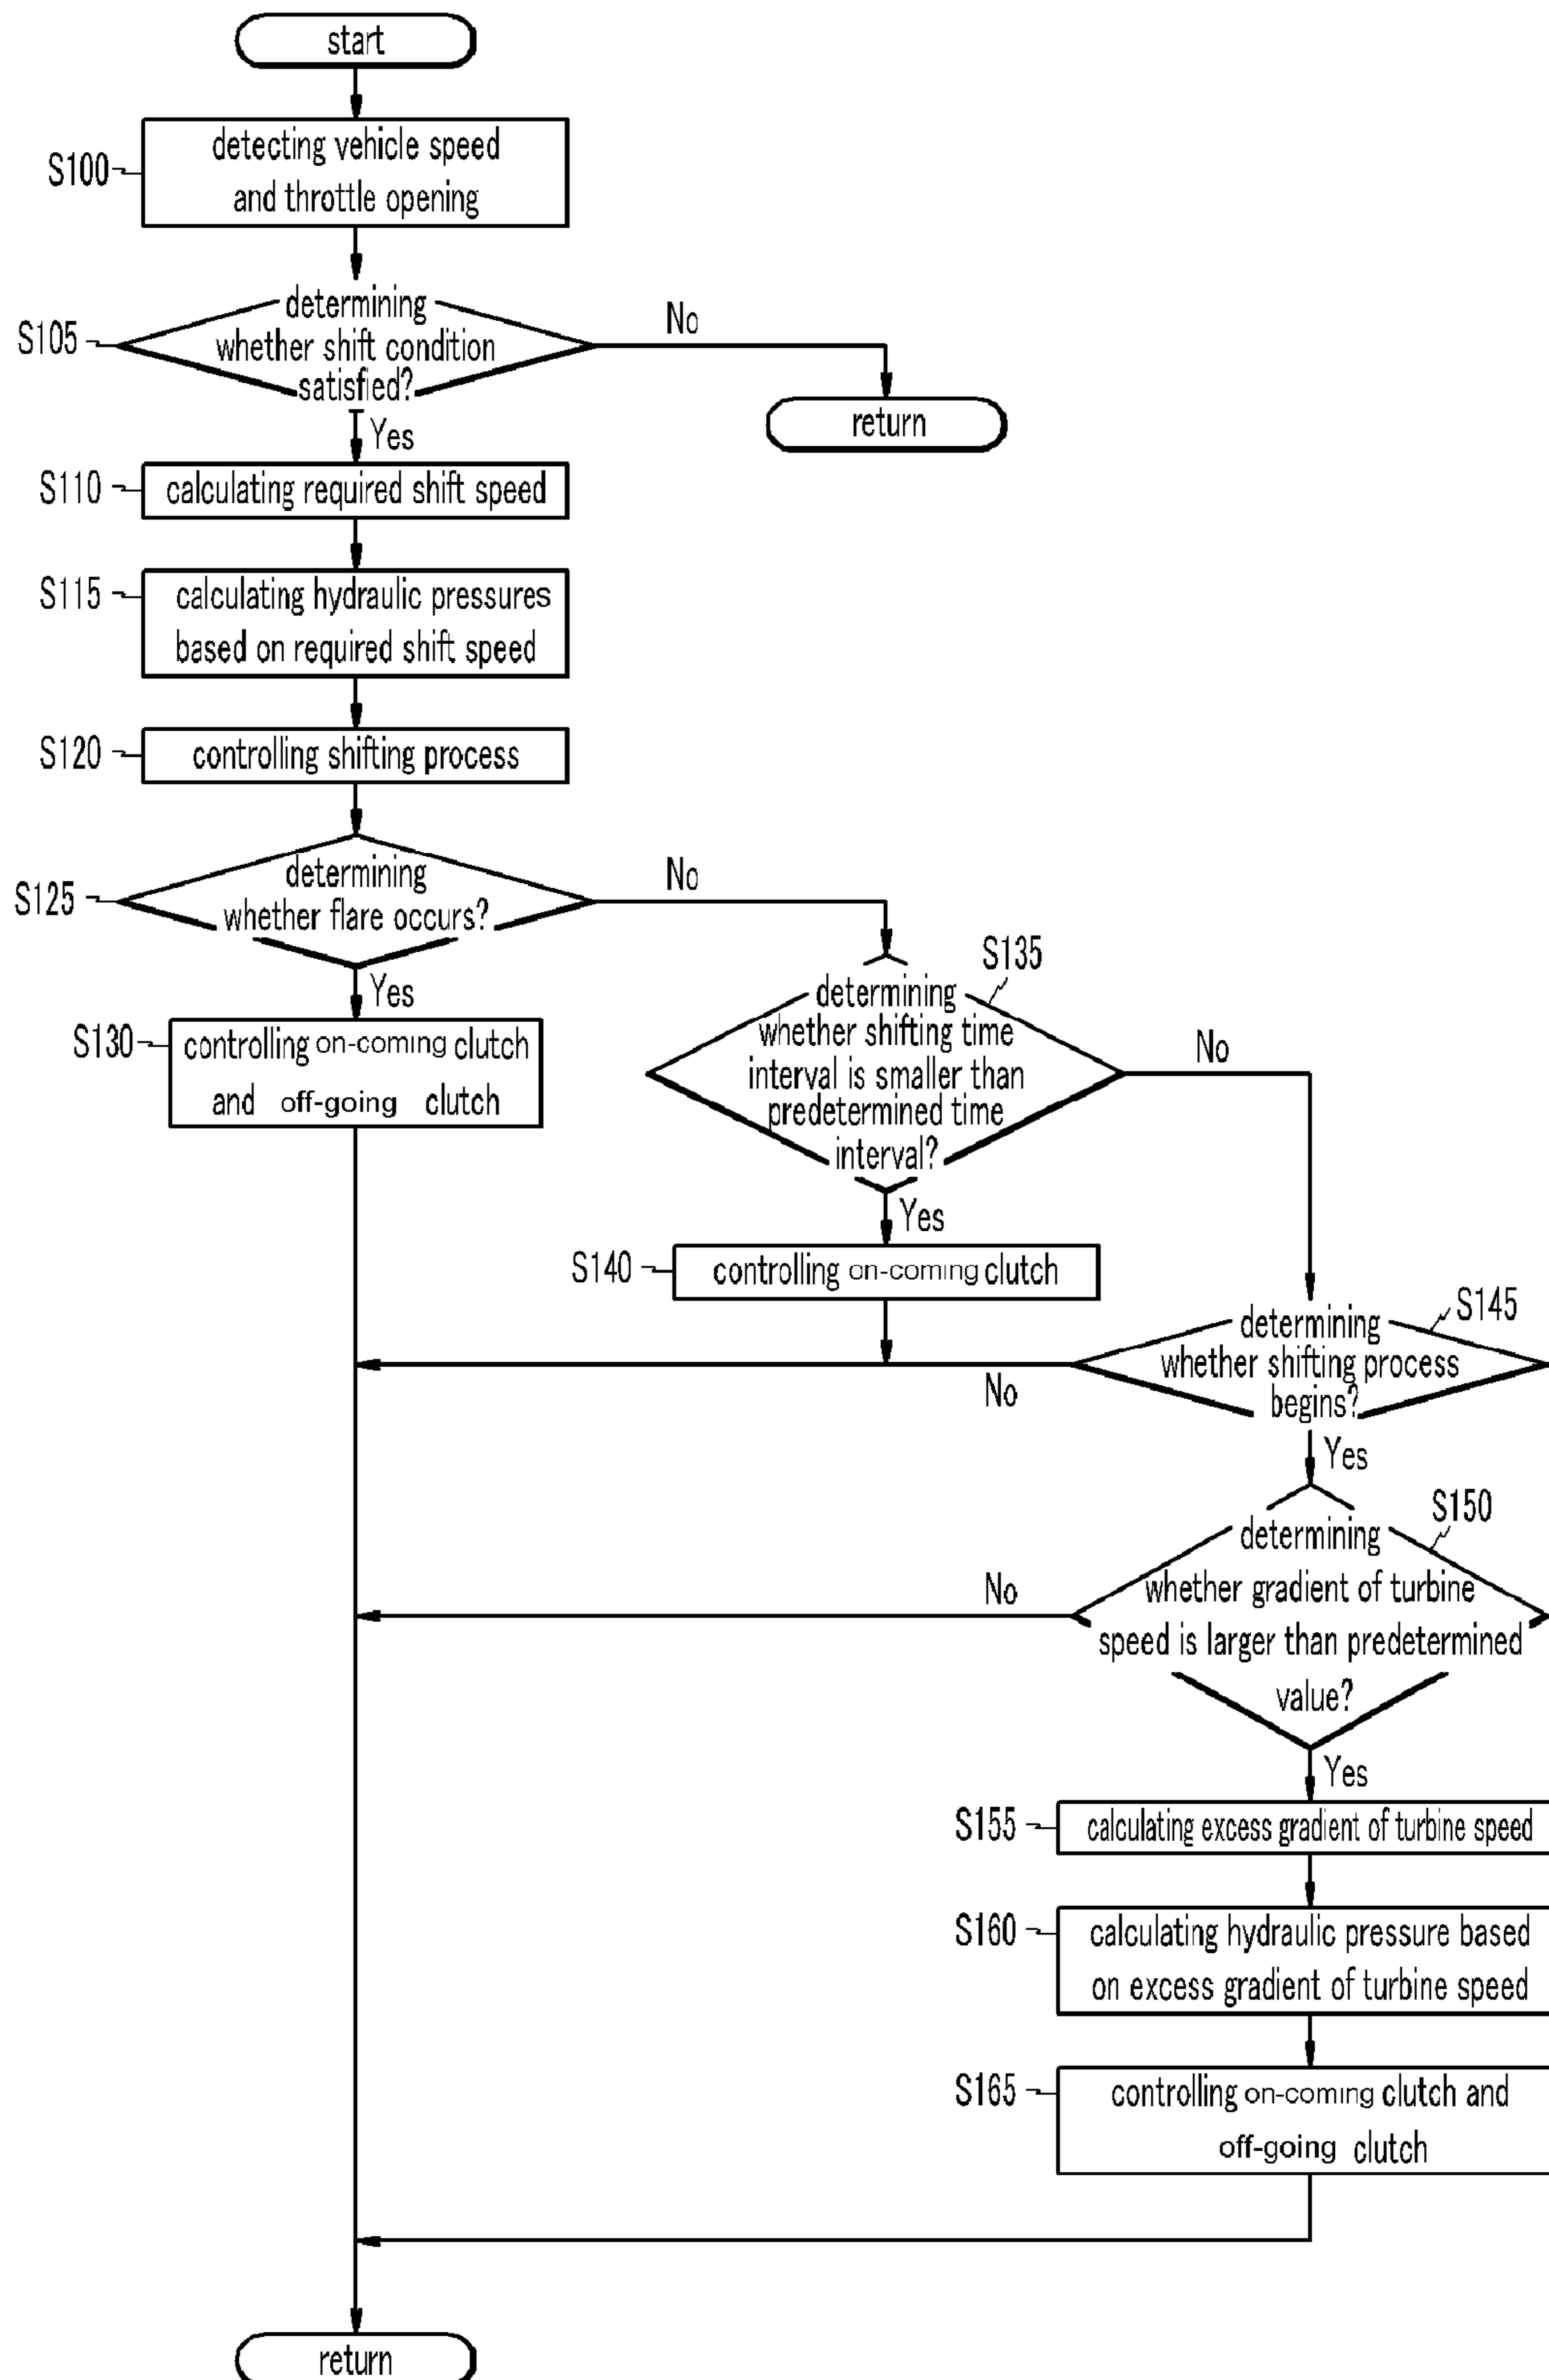 start
S100
detecting vehicle speed
and throttle opening
S105
determining
whether shift condition
satisfied?
No
return
Yes
S110
calculating required shift speed
S115
calculating hydraulic pressures
based on required shift speed
S120
controlling shifting process
S125
determining
whether flare occurs?
No
Yes
S130
controlling on-coming clutch
and off-going clutch
S135
determining
whether shifting time
interval is smaller than
predetermined time
interval?
No
Yes
S140
controlling on-coming clutch
S145
determining
whether shifting process
begins?
No
Yes
S150
determining
whether gradient of turbine
speed is larger than predetermined
value?
No
Yes
S155
calculating excess gradient of turbine speed
S160
calculating hydraulic pressure based
on excess gradient of turbine speed
S165
controlling on-coming clutch and
off-going clutch
return